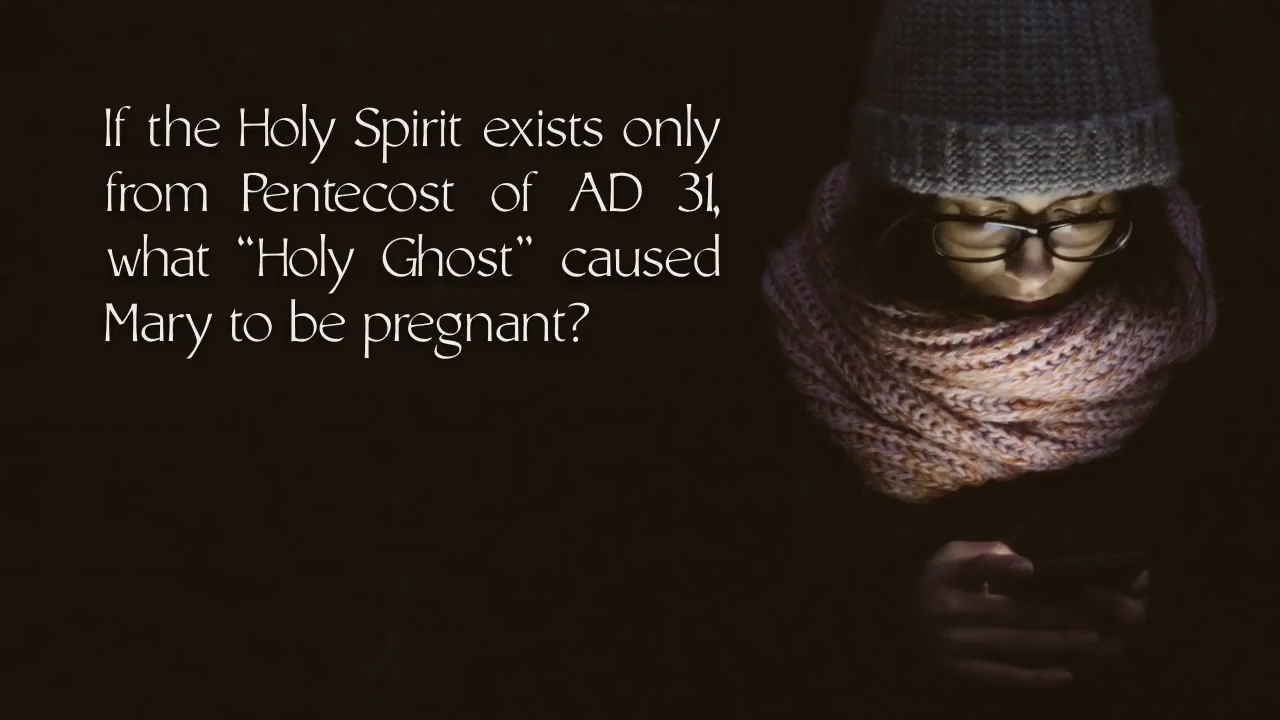 If the Holy Spirit exists only
from Pentecost of AD 31,
what “Holy Ghost” caused
Mary to be pregnant?